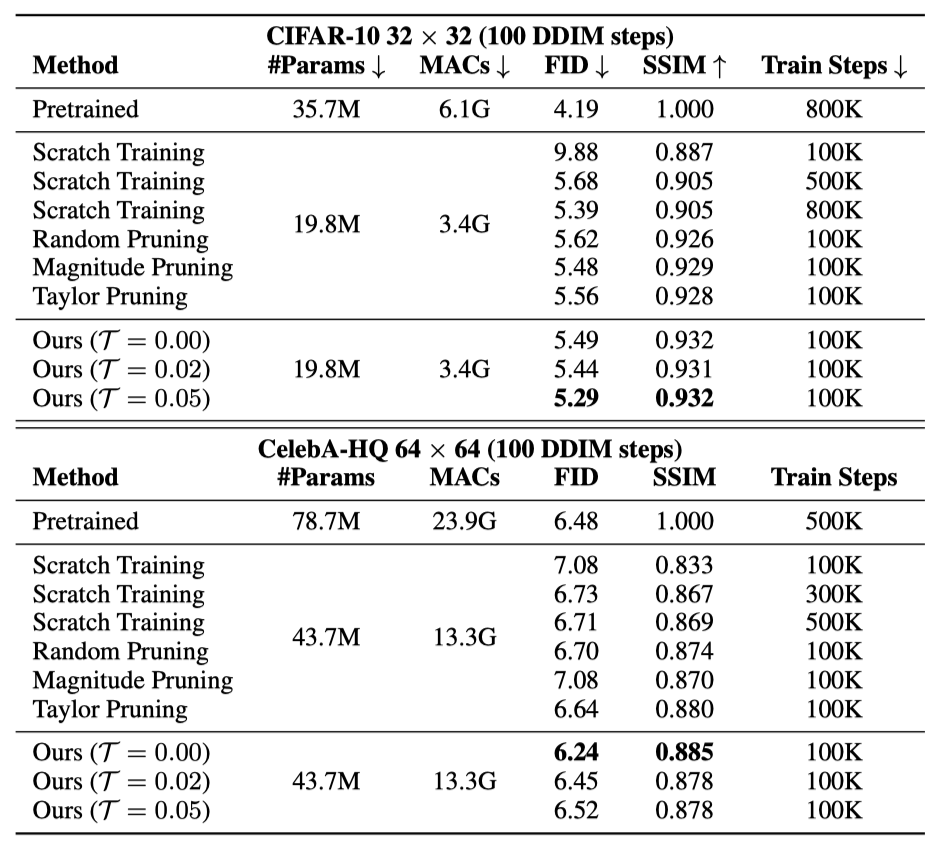 CIFAR-10 32 × 32 (100 DDIM steps)
Method #Params ↓ MACs ↓ FID ↓ SSIM ↑ Train Steps ↓
Pretrained 35.7M 6.1G 4.19 1.000 800K
Scratch Training 9.88 0.887 100K
Scratch Training 5.68 0.905 500K
Scratch Training 5.39 0.905 800K
19.8M 3.4G
Random Pruning 5.62 0.926 100K
Magnitude Pruning 5.48 0.929 100K
Taylor Pruning 5.56 0.928 100K
Ours (𝒯 = 0.00) 5.49 0.932 100K
Ours (𝒯 = 0.02) 19.8M 3.4G 5.44 0.931 100K
Ours (𝒯 = 0.05) 5.29 0.932 100K
CelebA-HQ 64 × 64 (100 DDIM steps)
Method #Params MACs FID SSIM Train Steps
Pretrained 78.7M 23.9G 6.48 1.000 500K
Scratch Training 7.08 0.833 100K
Scratch Training 6.73 0.867 300K
Scratch Training 6.71 0.869 500K
43.7M 13.3G
Random Pruning 6.70 0.874 100K
Magnitude Pruning 7.08 0.870 100K
Taylor Pruning 6.64 0.880 100K
Ours (𝒯 = 0.00) 6.24 0.885 100K
Ours (𝒯 = 0.02) 43.7M 13.3G 6.45 0.878 100K
Ours (𝒯 = 0.05) 6.52 0.878 100K